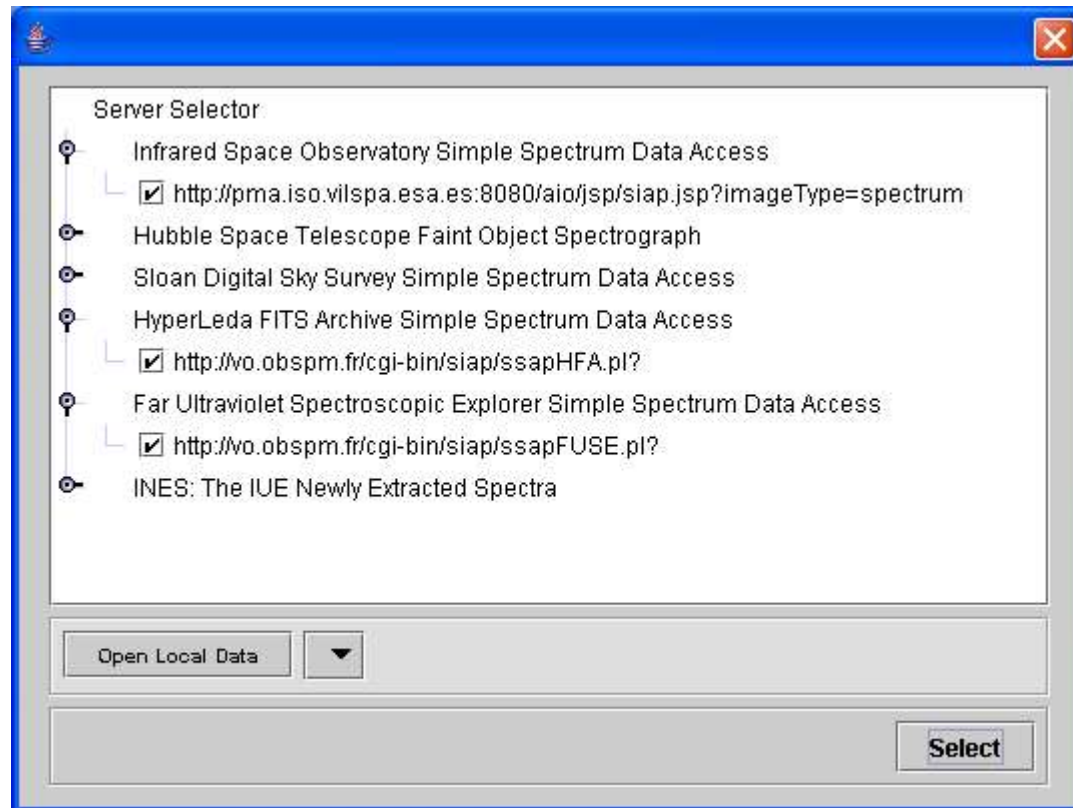 Server Selector
Infrared Space Observatory Simple Spectrum Data Access
http://pma.iso.vilspa.esa.es:8080/aio/jsp/siap.jsp?imageType=spectrum
Hubble Space Telescope Faint Object Spectrograph
Sloan Digital Sky Survey Simple Spectrum Data Access
HyperLeda FITS Archive Simple Spectrum Data Access
http://vo.obspm.fr/cgi-bin/siap/ssapHFA.pl?
Far Ultraviolet Spectroscopic Explorer Simple Spectrum Data Access
http://vo.obspm.fr/cgi-bin/siap/ssapFUSE.pl?
INES: The IUE Newly Extracted Spectra
Open Local Data
Select